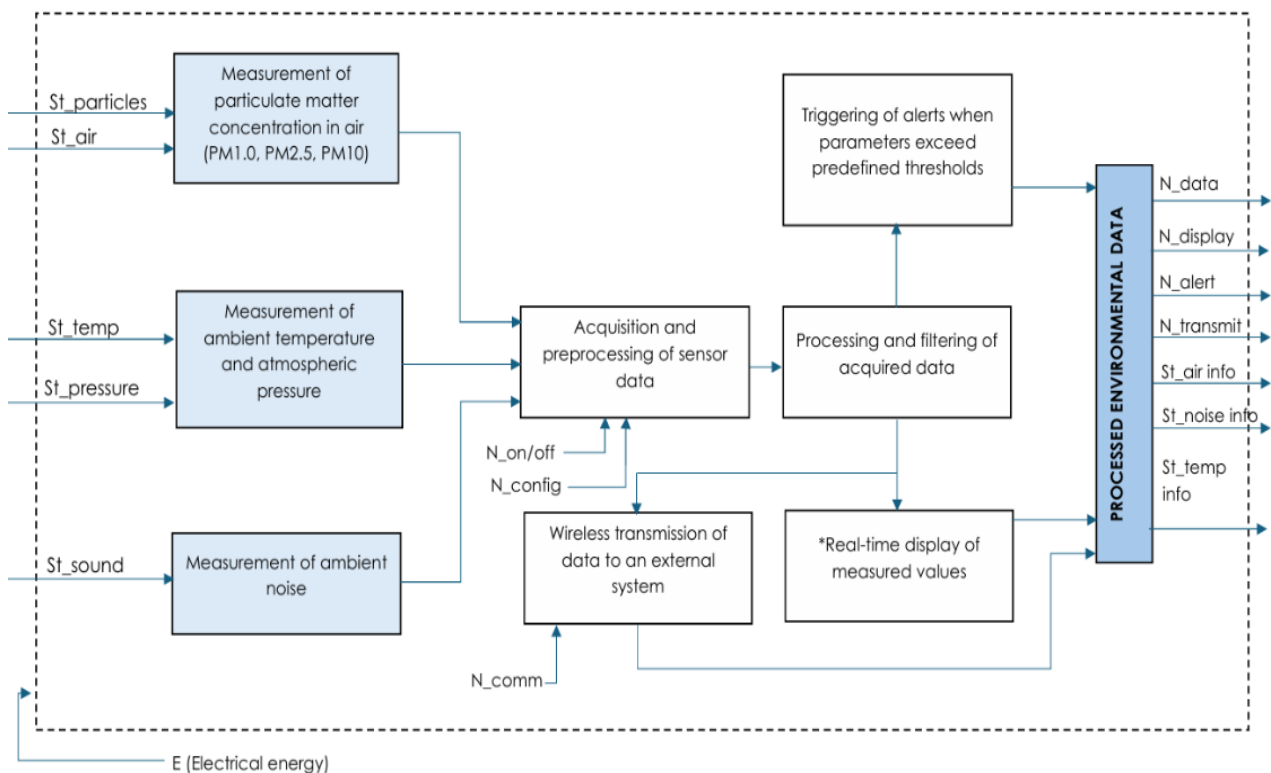 St_particles
St_air
Measurement of
particulate matter
concentration in air
(PM1.0, PM2.5, PM10)
Triggering of alerts when
parameters exceed
predefined thresholds
St_temp
St_pressure
Measurement of
ambient temperature
and atmospheric
pressure
Acquisition and
preprocessing of sensor
data
Processing and filtering of
acquired data
N_on/off
N_config
St_sound
Measurement of ambient
noise
Wireless transmission of
data to an external
system
*Real-time display of
measured values
N_comm
PROCESSED ENVIRONMENTAL DATA
N_data
N_display
N_alert
N_transmit
St_air info
St_noise info
St_temp
info
E (Electrical energy)